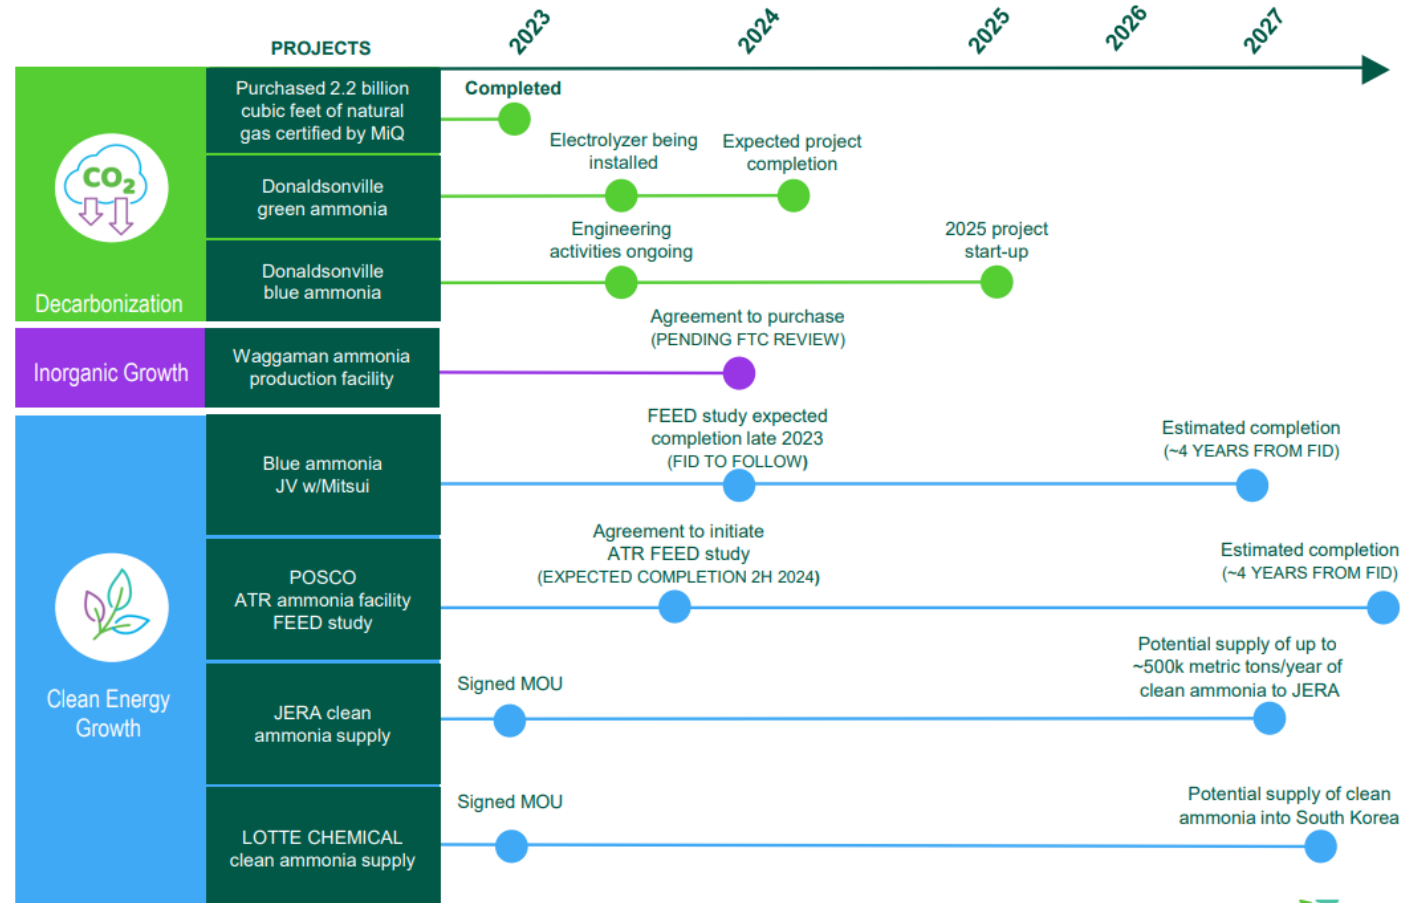 PROJECTS
2023
2024
2025
2026
2027
CO2
Decarbonization
Purchased 2.2 billion
cubic feet of natural
gas certified by MiQ
Completed
Donaldsonville
green ammonia
Electrolyzer being
installed
Expected project
completion
Donaldsonville
blue ammonia
Engineering
activities ongoing
2025 project
start-up
Inorganic Growth
Waggaman ammonia
production facility
Agreement to purchase
(PENDING FTC REVIEW)
Clean Energy
Growth
Blue ammonia
JV w/Mitsui
FEED study expected
completion late 2023
(FID TO FOLLOW)
Estimated completion
(~4 YEARS FROM FID)
POSCO
ATR ammonia facility
FEED study
Agreement to initiate
ATR FEED study
(EXPECTED COMPLETION 2H 2024)
Estimated completion
(~4 YEARS FROM FID)
JERA clean
ammonia supply
Signed MOU
Potential supply of up to
~500k metric tons/year of
clean ammonia to JERA
LOTTE CHEMICAL
clean ammonia supply
Signed MOU
Potential supply of clean
ammonia into South Korea